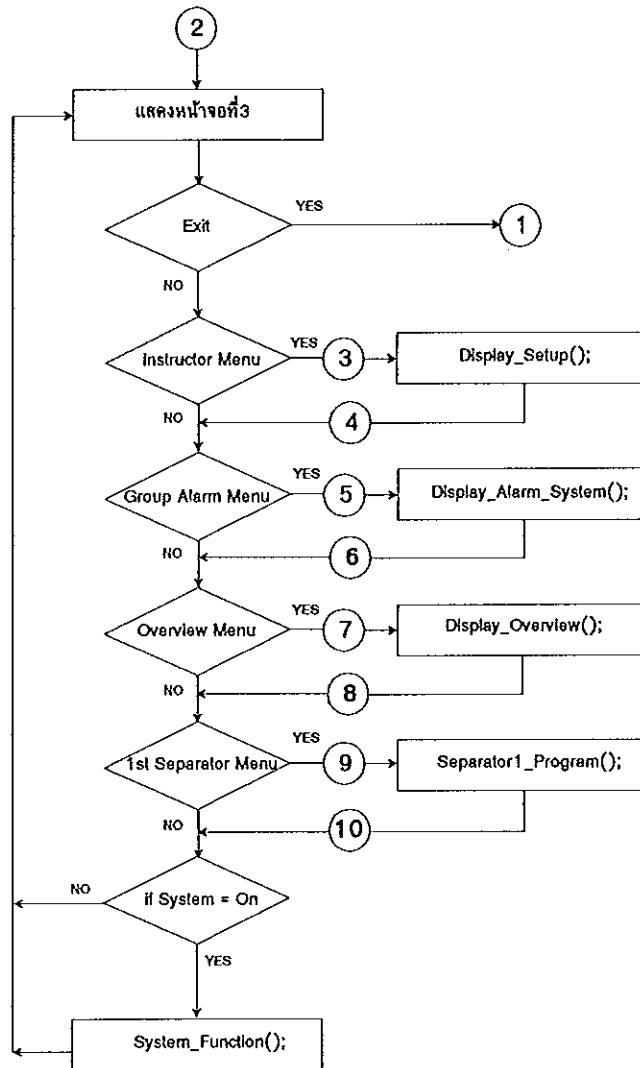 2
แสดงหน้าจอที่3
Exit
YES
1
NO
Instructor Menu
YES
3
Display_Setup();
NO
4
Group Alarm Menu
YES
5
Display_Alarm_System();
NO
6
Overview Menu
YES
7
Display_Overview();
NO
8
1st Separator Menu
YES
9
Separator1_Program();
NO
10
NO
if System = On
YES
System_Function();